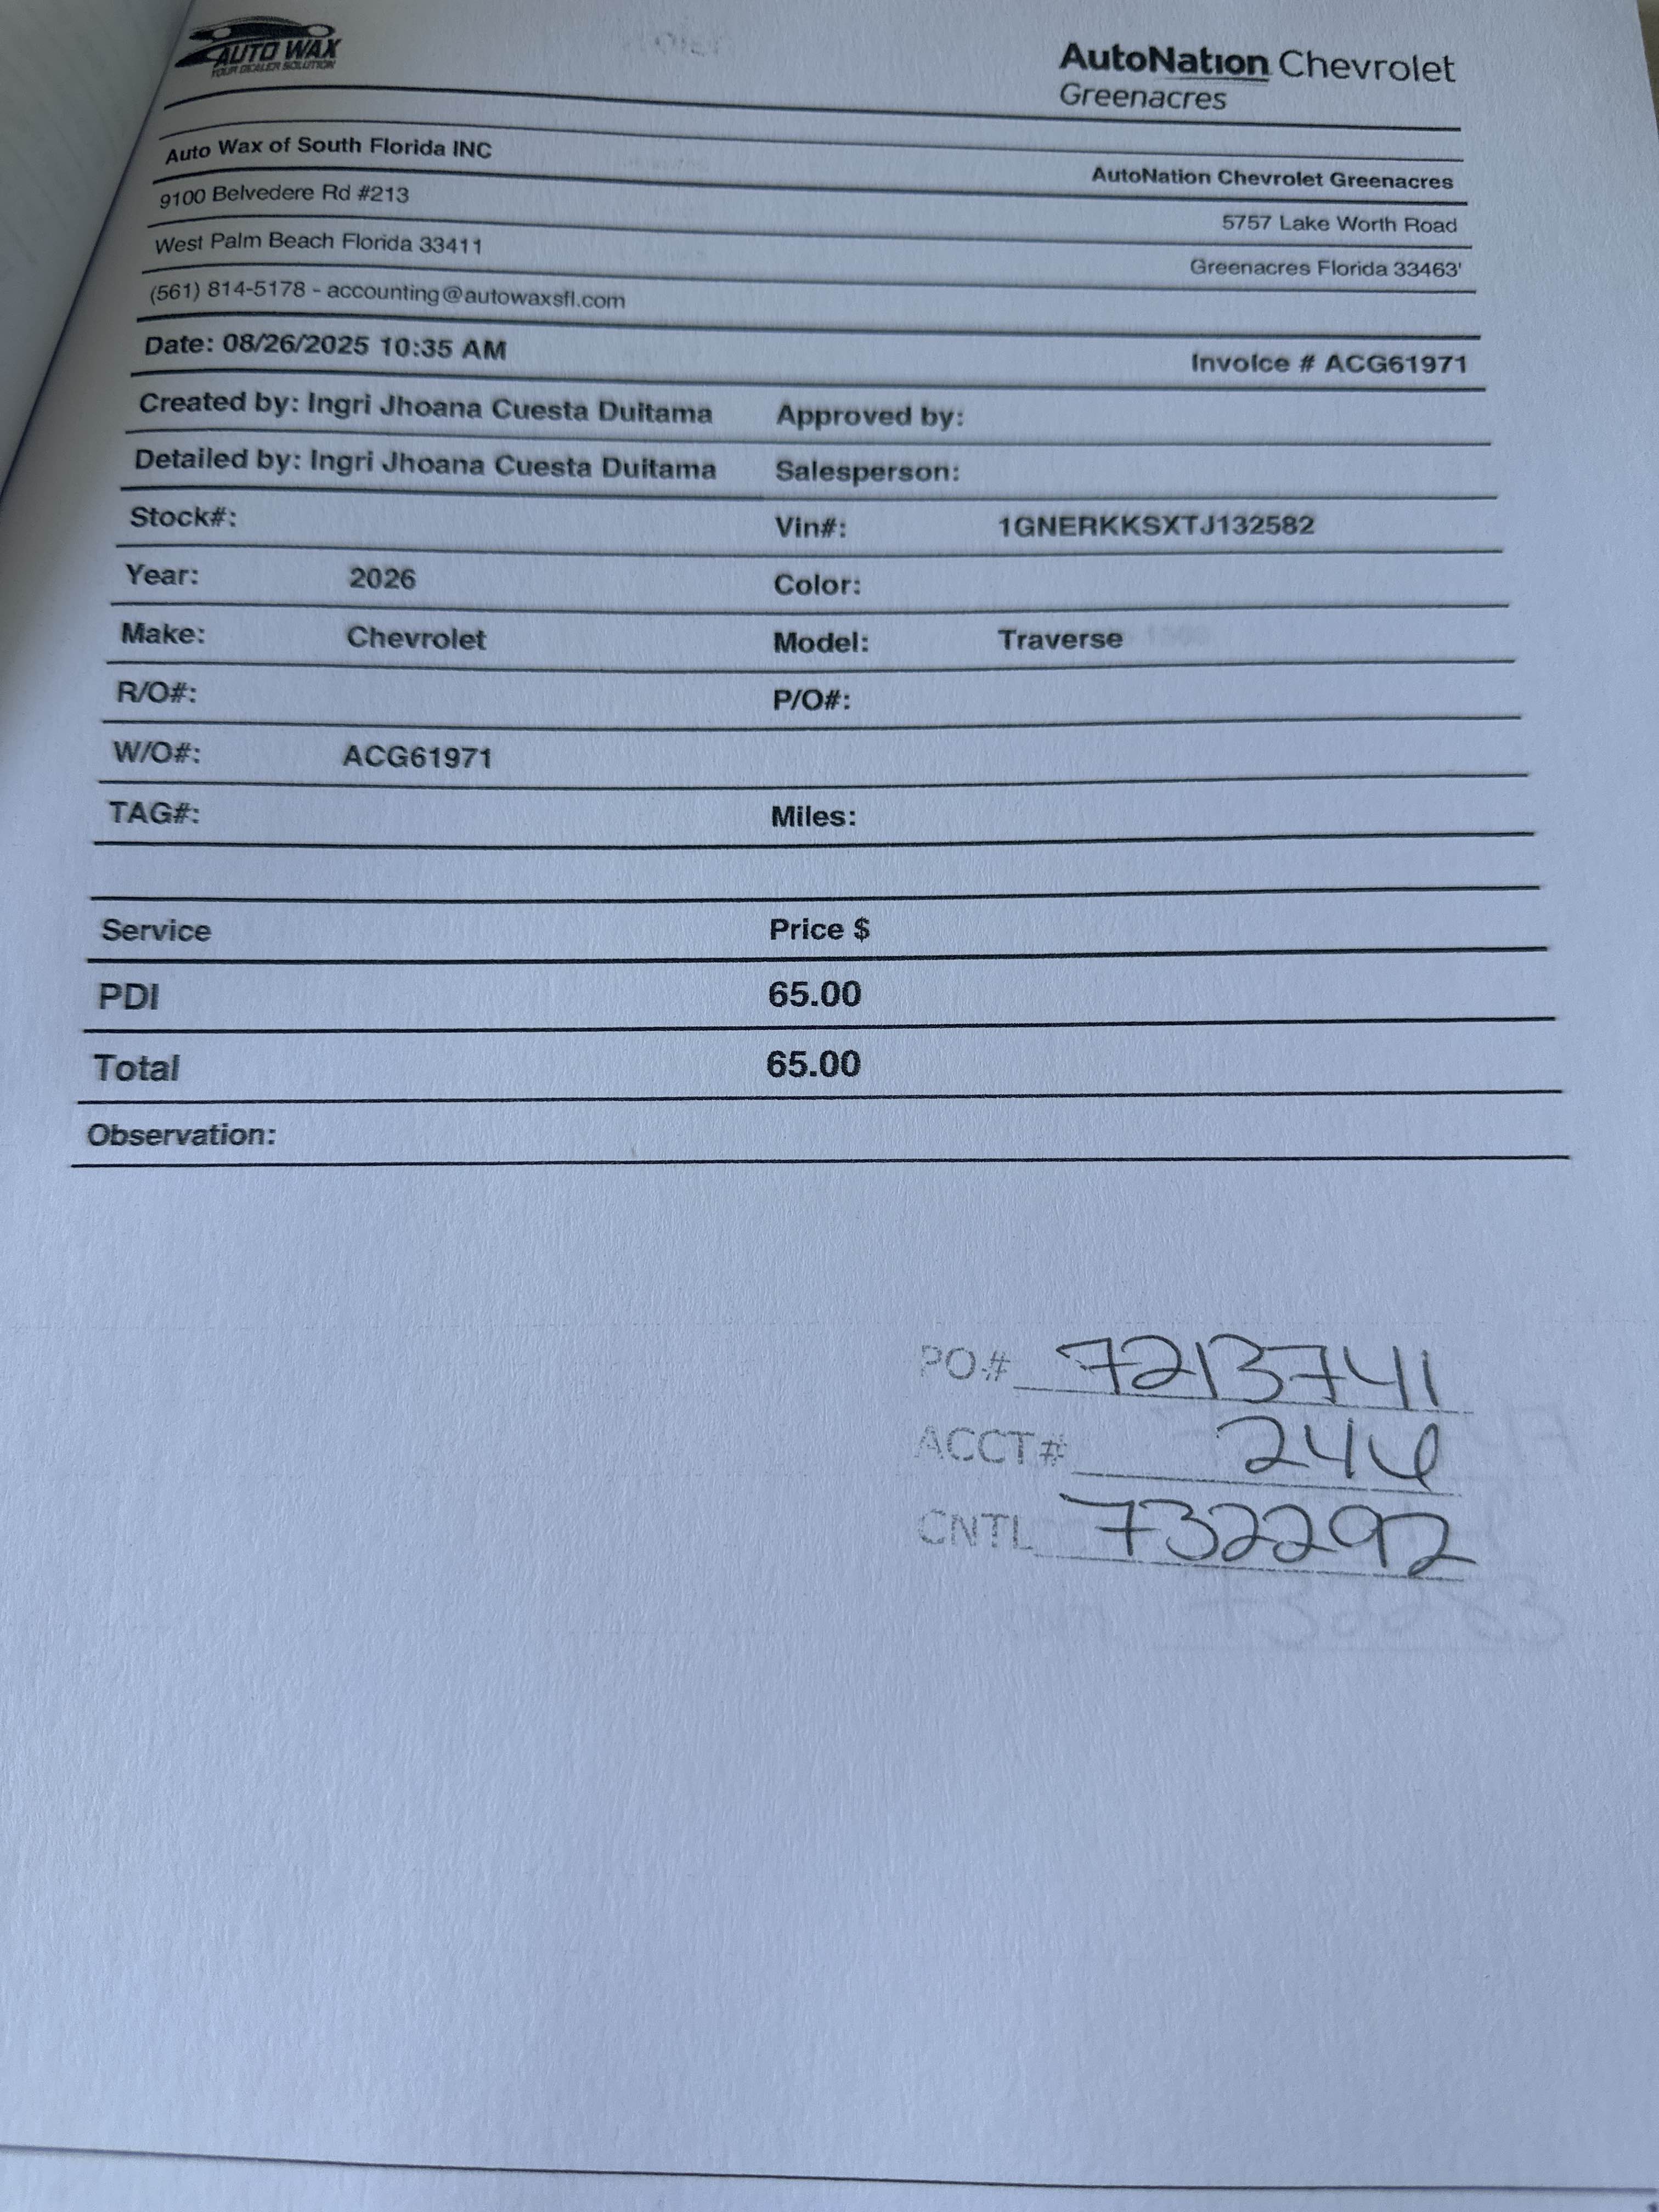 AUTO WAX
YOUR DEALER SOLUTION
AutoNation Chevrolet
Greenacres
Auto Wax of South Florida INC
AutoNation Chevrolet Greenacres
9100 Belvedere Rd #213
5757 Lake Worth Road
West Palm Beach Florida 33411
Greenacres Florida 33463'
(561) 814-5178 - accounting@autowaxsfl.com
Date: 08/26/2025 10:35 AM
Invoice # ACG61971
Created by: Ingri Jhoana Cuesta Duitama Approved by:
Detailed by: Ingri Jhoana Cuesta Duitama Salesperson:
Stock#: Vin#: 1GNERKKSXTJ132582
Year: 2026 Color:
Make: Chevrolet Model: Traverse
R/O#: P/O#:
W/O#: ACG61971
TAG#: Miles:
Service Price $
PDI 65.00
Total 65.00
Observation:
PO# 7213741
ACCT# 246
CNTL 732292